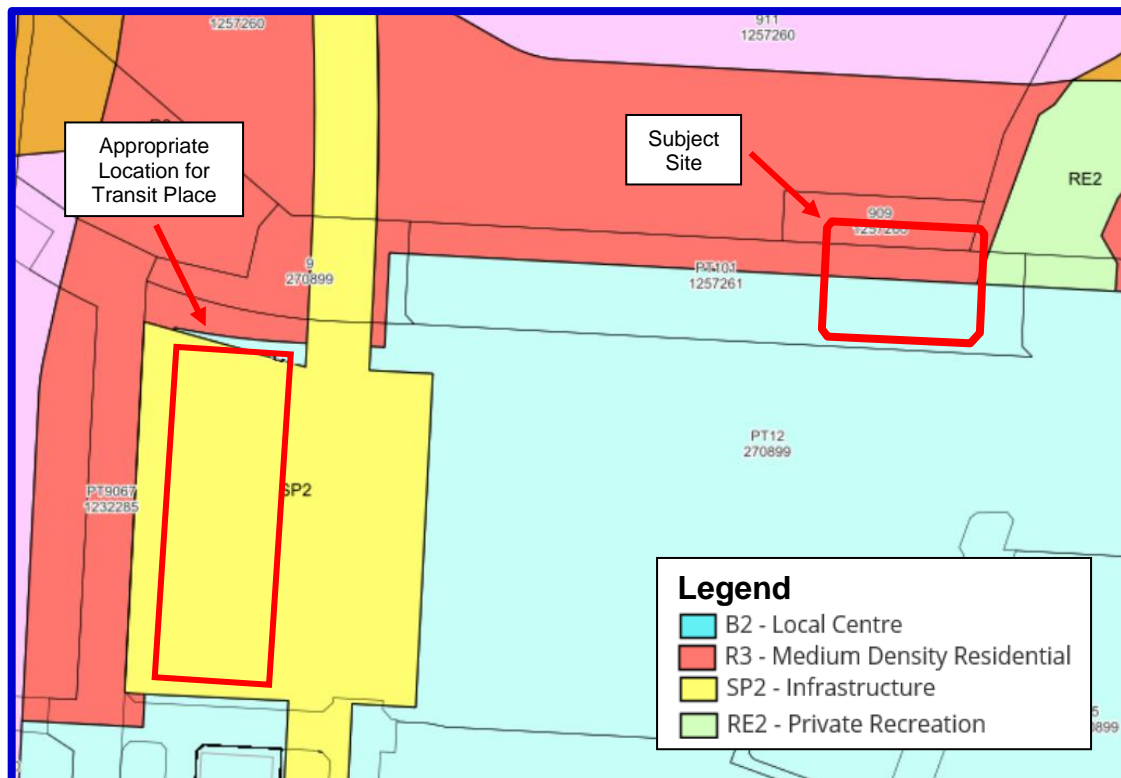 911
1257260
1257260
Appropriate
Location for
Transit Place
Subject
Site
RE2
909
9
270899
PT101
1257261
PT12
270899
PT9067
1232285
SP2
Legend
B2 - Local Centre
R3 - Medium Density Residential
SP2 - Infrastructure
RE2 - Private Recreation